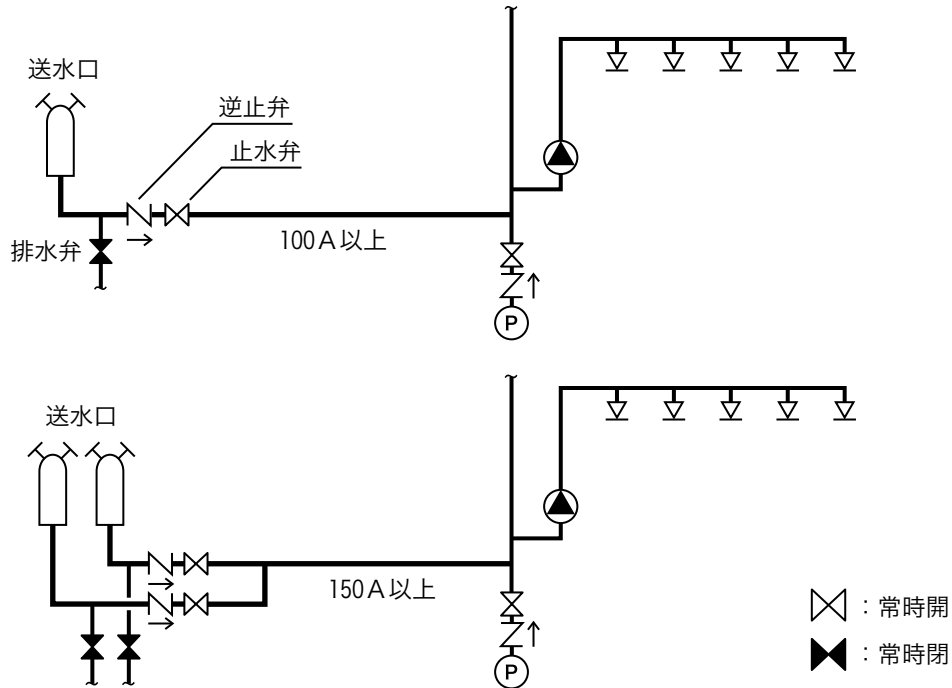 送水口
逆止弁
止水弁
排水弁
100A以上
P
送水口
150A以上
P
：常時開
：常時閉